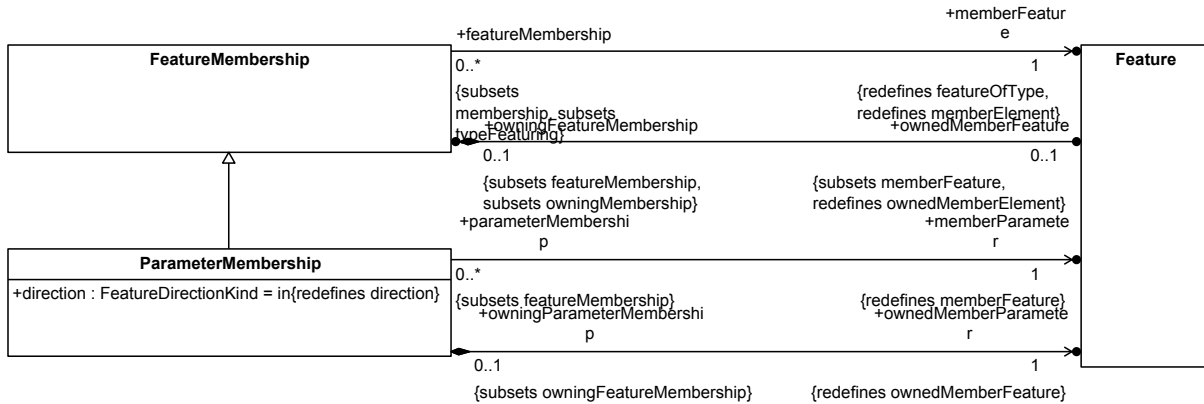 +memberFeatur
e
+featureMembership
FeatureMembership
Feature
0..*
1
{subsets
membership, subsets
typeFeaturing}
{redefines featureOfType,
redefines memberElement}
+owningFeatureMembership
+ownedMemberFeature
0..1
0..1
{subsets featureMembership,
subsets owningMembership}
{subsets memberFeature,
redefines ownedMemberElement}
+parameterMembershi
p
+memberParamete
r
ParameterMembership
0..*
1
+direction : FeatureDirectionKind = in{redefines direction}
{subsets featureMembership}
{redefines memberFeature}
+owningParameterMembershi
p
+ownedMemberParamete
r
0..1
1
{subsets owningFeatureMembership}
{redefines ownedMemberFeature}